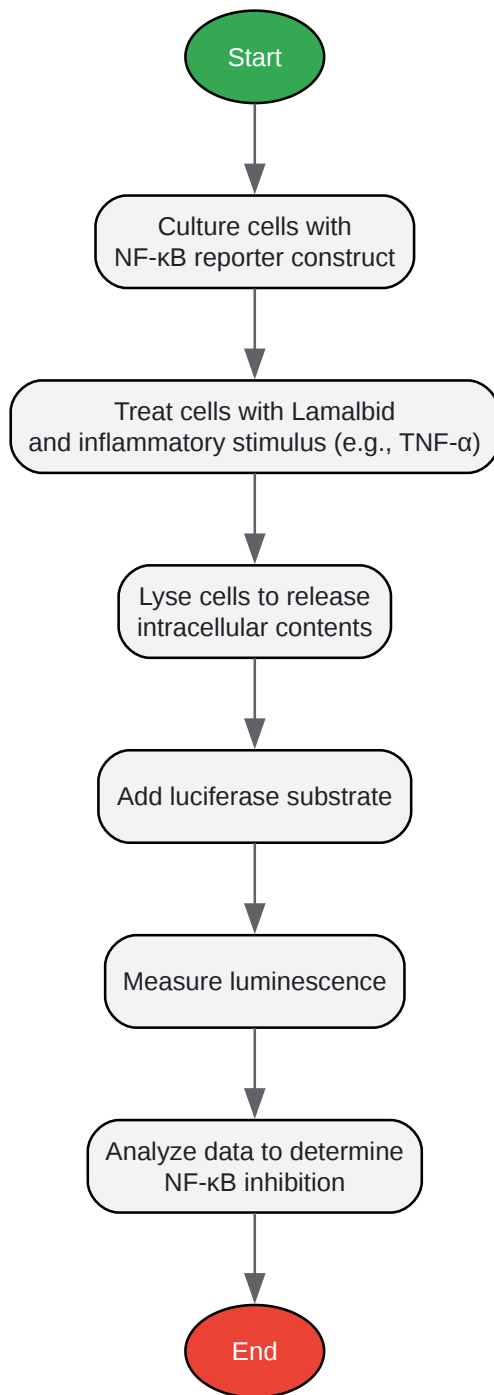 Start
Culture cells with
NF-κB reporter construct
Treat cells with Lamalbid
and inflammatory stimulus (e.g., TNF-α)
Lyse cells to release
intracellular contents
Add luciferase substrate
Measure luminescence
Analyze data to determine
NF-κB inhibition
End